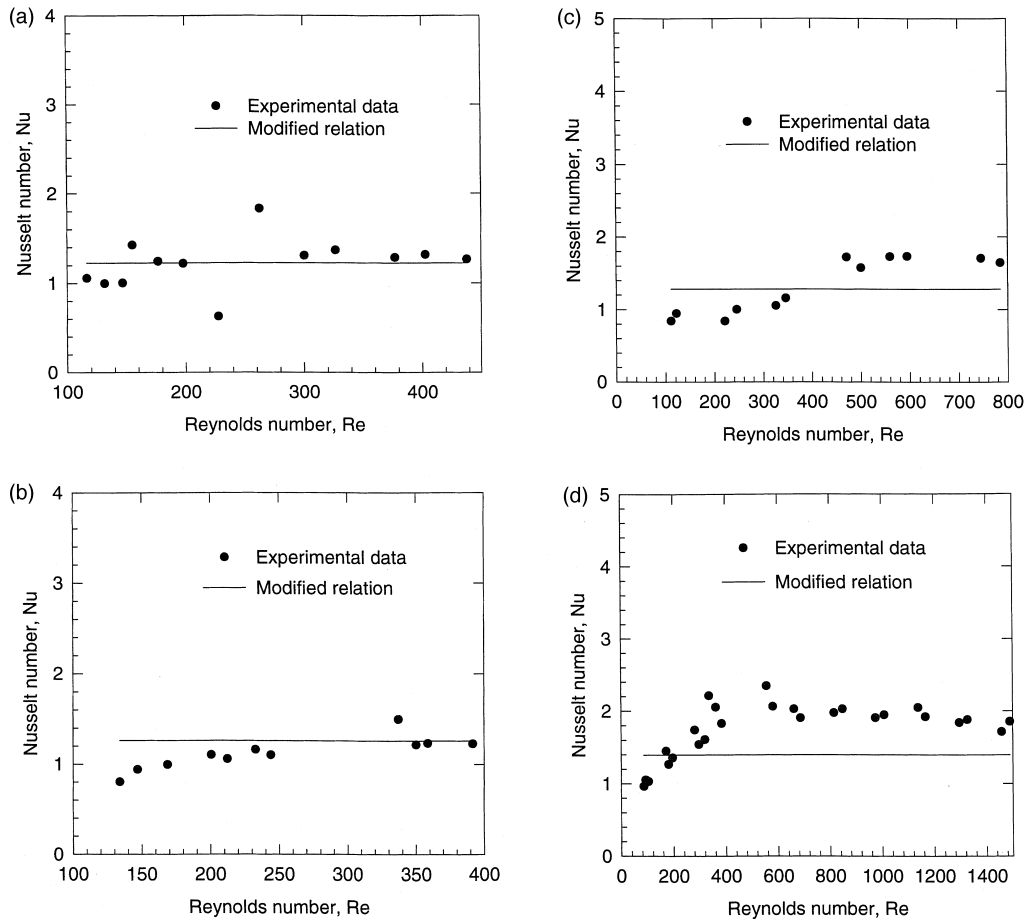 (a)
4
3
2
1
0
Nusselt number, Nu
Experimental data
Modified relation
100 200 300 400
Reynolds number, Re
(c)
5
4
3
2
1
0
Nusselt number, Nu
Experimental data
Modified relation
0 100 200 300 400 500 600 700 800
Reynolds number, Re
(b)
4
3
2
1
0
Nusselt number, Nu
Experimental data
Modified relation
100 150 200 250 300 350 400
Reynolds number, Re
(d)
5
4
3
2
1
0
Nusselt number, Nu
Experimental data
Modified relation
0 200 400 600 800 1000 1200 1400
Reynolds number, Re